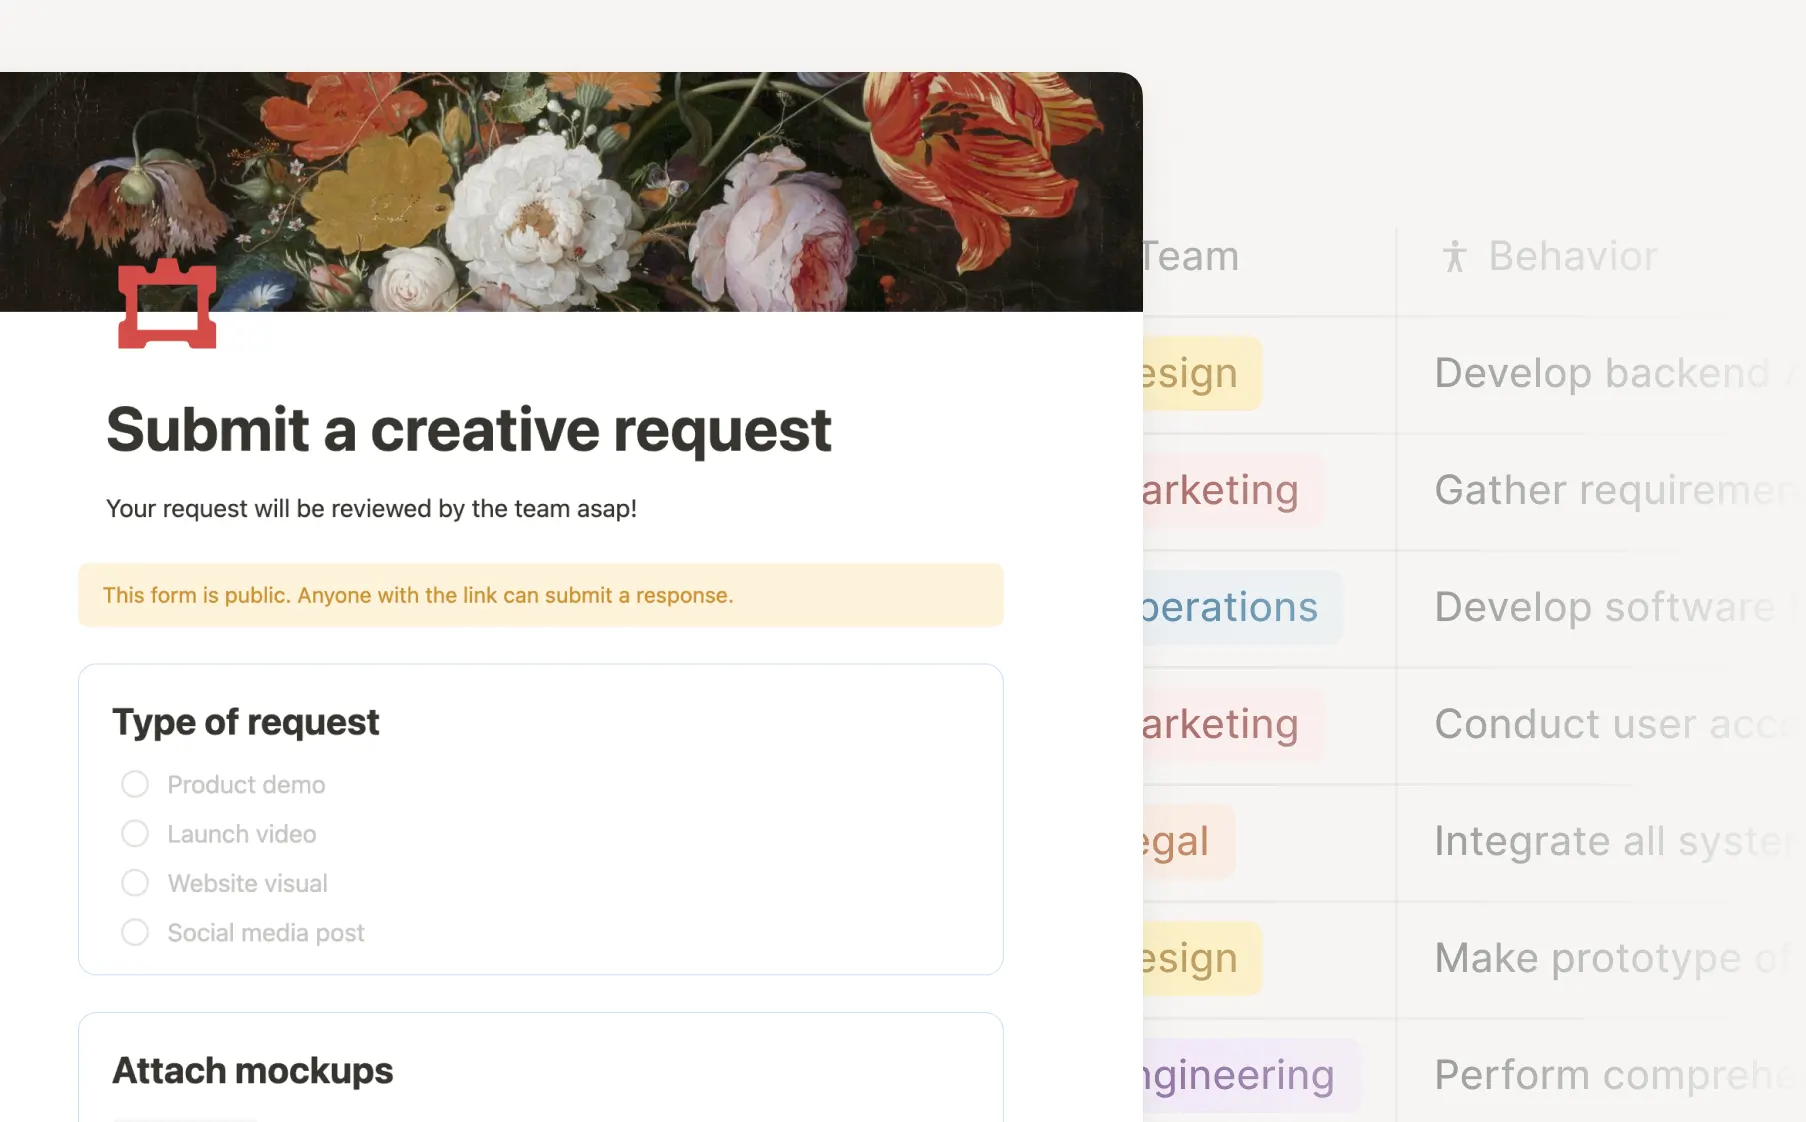 Submit a creative request
Your request will be reviewed by the team asap!
This form is public. Anyone with the link can submit a response.
Type of request
Product demo
Launch video
Website visual
Social media post
Attach mockups
Team Behavior
esign Develop backend
arketing Gather requiremen
perations Develop software
arketing Conduct user acce
egal Integrate all system
esign Make prototype of
ngineering Perform comprehe